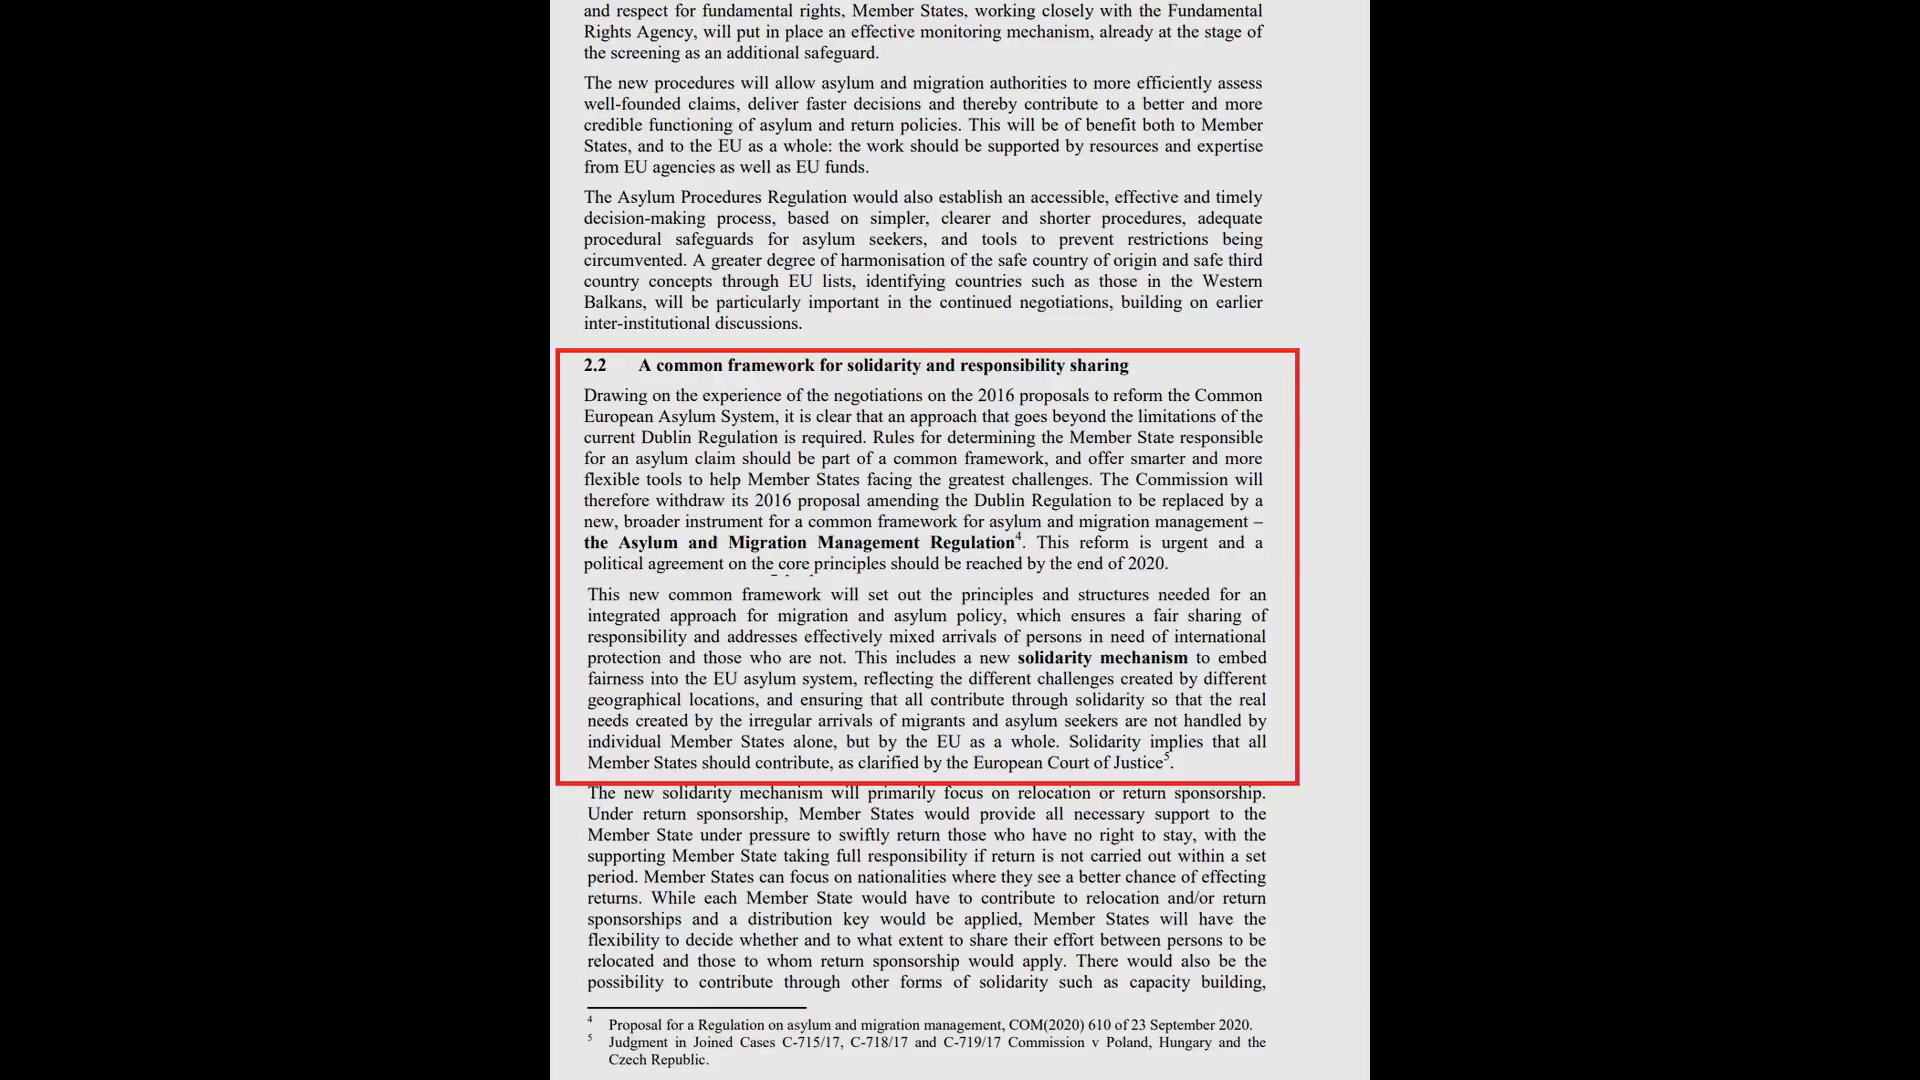 and respect for fundamental rights, Member States, working closely with the Fundamental
Rights Agency, will put in place an effective monitoring mechanism, already at the stage of
the screening as an additional safeguard.
The new procedures will allow asylum and migration authorities to more efficiently assess
well-founded claims, deliver faster decisions and thereby contribute to a better and more
credible functioning of asylum and return policies. This will be of benefit both to Member
States, and to the EU as a whole: the work should be supported by resources and expertise
from EU agencies as well as EU funds.
The Asylum Procedures Regulation would also establish an accessible, effective and timely
decision-making process, based on simpler, clearer and shorter procedures, adequate
procedural safeguards for asylum seekers, and tools to prevent restrictions being
circumvented. A greater degree of harmonisation of the safe country of origin and safe third
country concepts through EU lists, identifying countries such as those in the Western
Balkans, will be particularly important in the continued negotiations, building on earlier
inter-institutional discussions.
2.2 A common framework for solidarity and responsibility sharing
Drawing on the experience of the negotiations on the 2016 proposals to reform the Common
European Asylum System, it is clear that an approach that goes beyond the limitations of the
current Dublin Regulation is required. Rules for determining the Member State responsible
for an asylum claim should be part of a common framework, and offer smarter and more
flexible tools to help Member States facing the greatest challenges. The Commission will
therefore withdraw its 2016 proposal amending the Dublin Regulation to be replaced by a
new, broader instrument for a common framework for asylum and migration management –
the Asylum and Migration Management Regulation4. This reform is urgent and a
political agreement on the core principles should be reached by the end of 2020.
This new common framework will set out the principles and structures needed for an
integrated approach for migration and asylum policy, which ensures a fair sharing of
responsibility and addresses effectively mixed arrivals of persons in need of international
protection and those who are not. This includes a new solidarity mechanism to embed
fairness into the EU asylum system, reflecting the different challenges created by different
geographical locations, and ensuring that all contribute through solidarity so that the real
needs created by the irregular arrivals of migrants and asylum seekers are not handled by
individual Member States alone, but by the EU as a whole. Solidarity implies that all
Member States should contribute, as clarified by the European Court of Justice5.
The new solidarity mechanism will primarily focus on relocation or return sponsorship.
Under return sponsorship, Member States would provide all necessary support to the
Member State under pressure to swiftly return those who have no right to stay, with the
supporting Member State taking full responsibility if return is not carried out within a set
period. Member States can focus on nationalities where they see a better chance of effecting
returns. While each Member State would have to contribute to relocation and/or return
sponsorships and a distribution key would be applied, Member States will have the
flexibility to decide whether and to what extent to share their effort between persons to be
relocated and those to whom return sponsorship would apply. There would also be the
possibility to contribute through other forms of solidarity such as capacity building,
4 Proposal for a Regulation on asylum and migration management, COM(2020) 610 of 23 September 2020.
5 Judgment in Joined Cases C-715/17, C-718/17 and C-719/17 Commission v Poland, Hungary and the
Czech Republic.